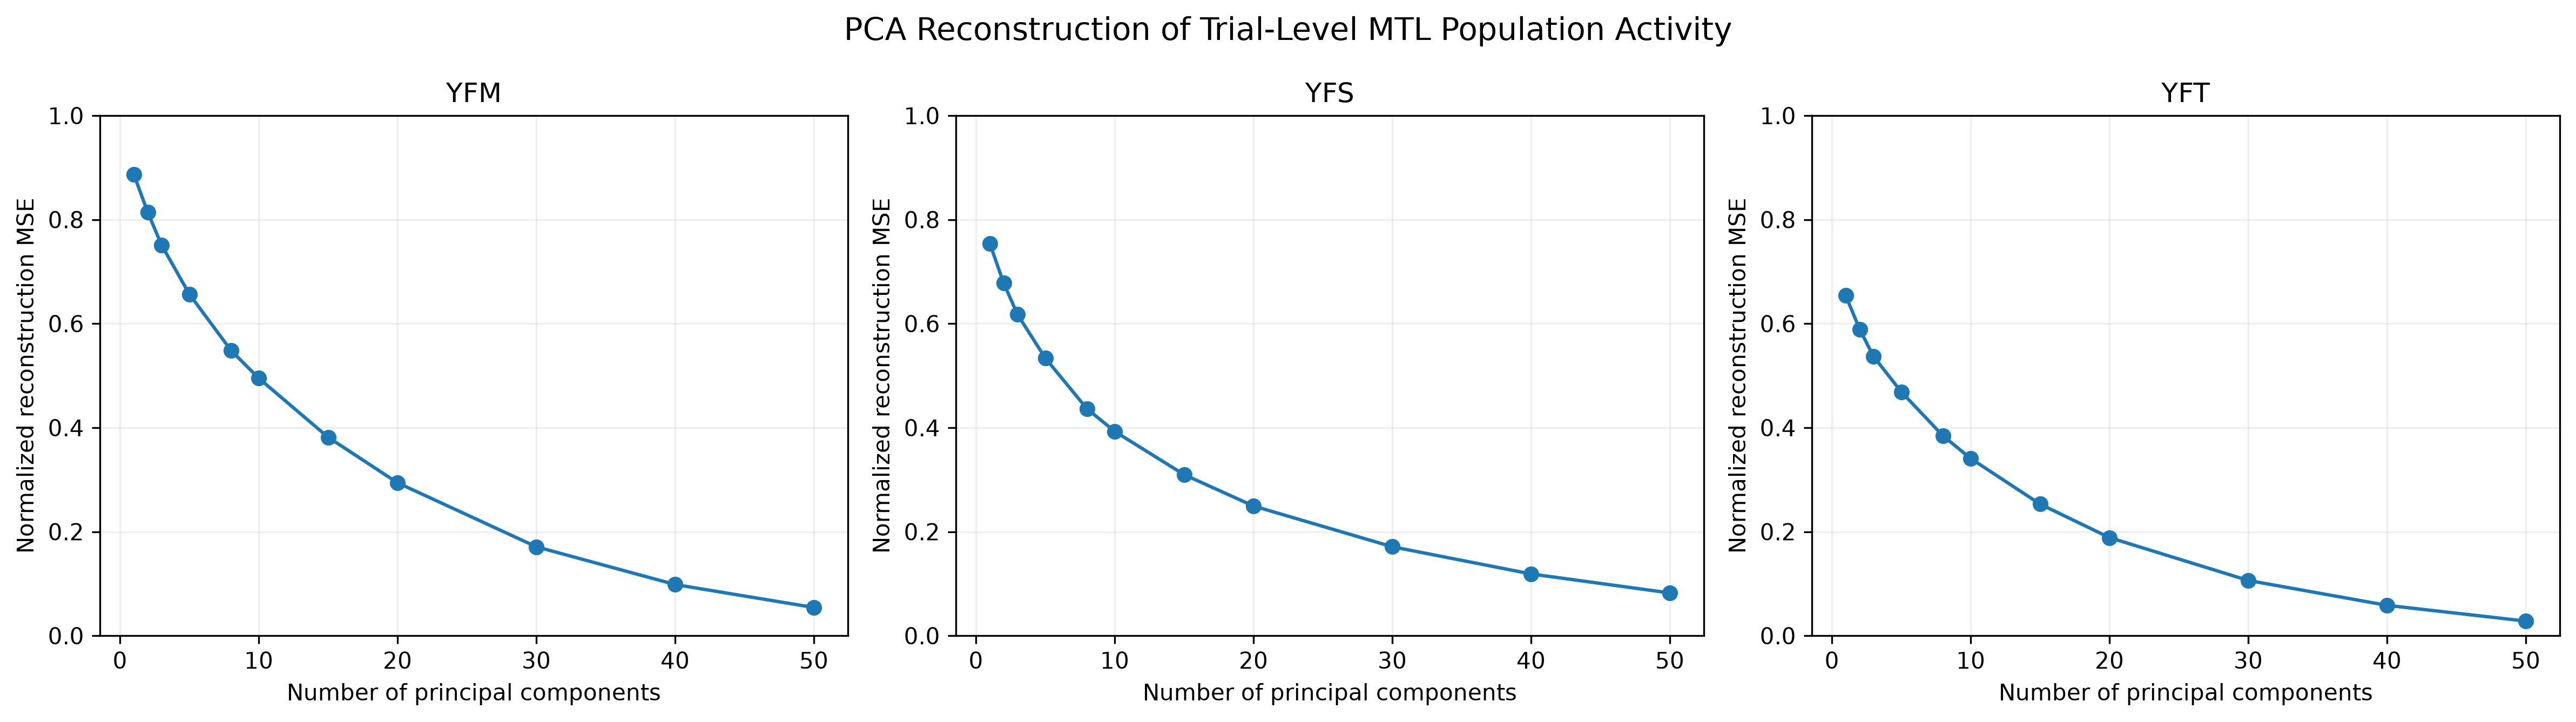 PCA Reconstruction of Trial-Level MTL Population Activity
YFM
1.0
0.8
0.6
0.4
0.2
0.0
Normalized reconstruction MSE
0 10 20 30 40 50
Number of principal components
YFS
1.0
0.8
0.6
0.4
0.2
0.0
Normalized reconstruction MSE
0 10 20 30 40 50
Number of principal components
YFT
1.0
0.8
0.6
0.4
0.2
0.0
Normalized reconstruction MSE
0 10 20 30 40 50
Number of principal components